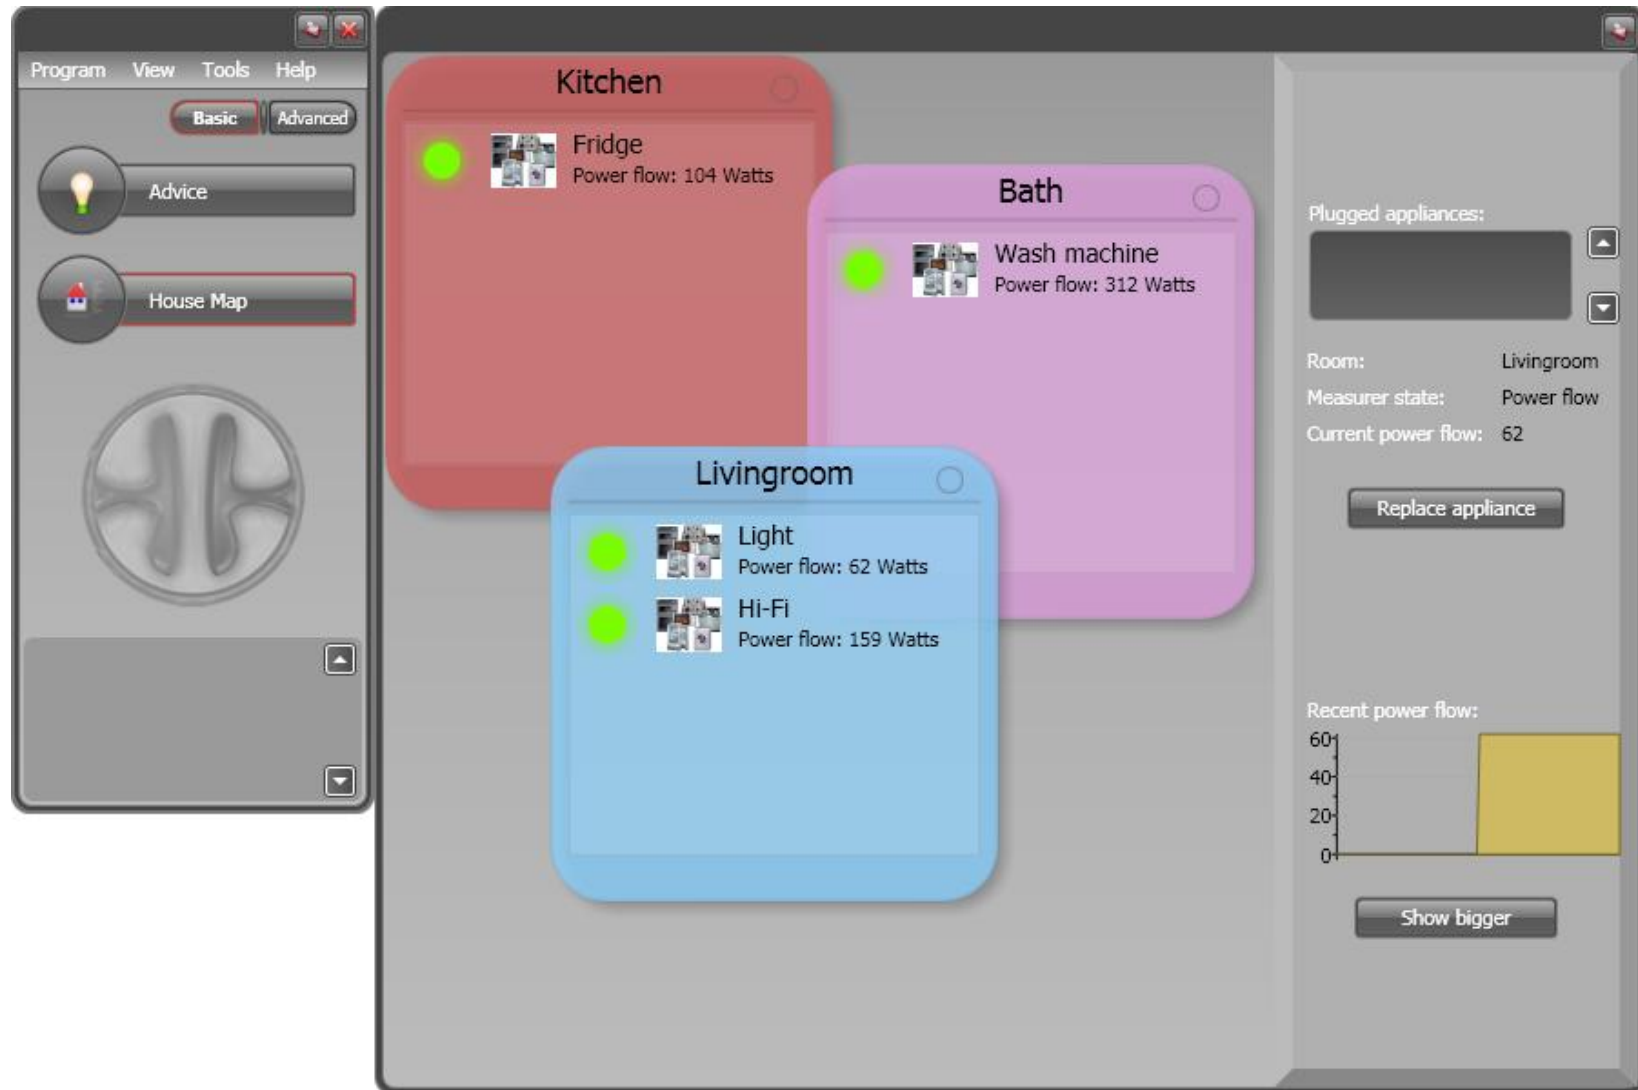 Program View Tools Help
Basic Advanced
Advice
House Map
Kitchen
Fridge
Power flow: 104 Watts
Bath
Wash machine
Power flow: 312 Watts
Livingroom
Light
Power flow: 62 Watts
Hi-Fi
Power flow: 159 Watts
Plugged appliances:
Room: Livingroom
Measurer state: Power flow
Current power flow: 62
Replace appliance
Recent power flow:
60
40
20
0
Show bigger